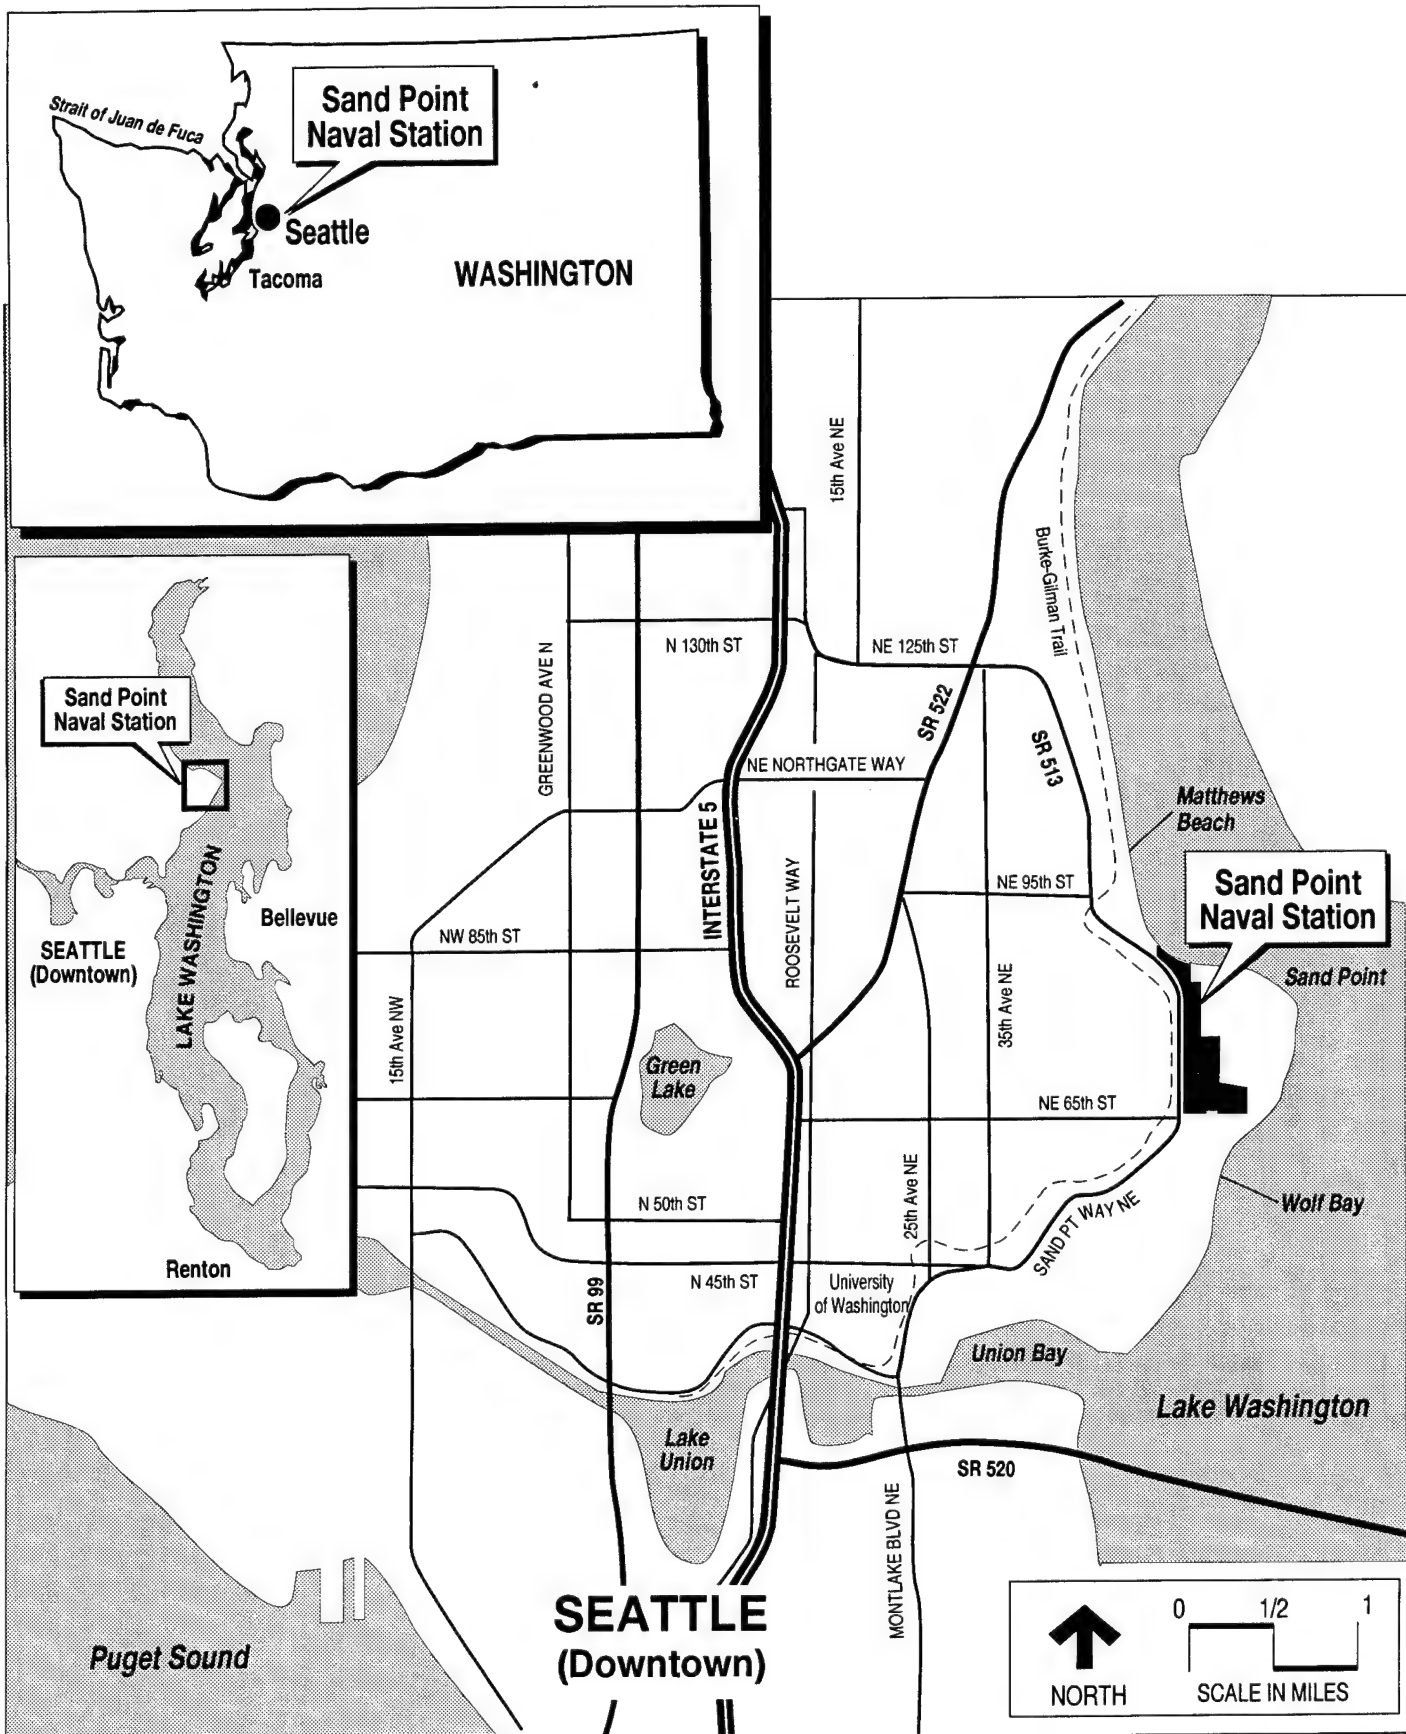 Strait of Juan de Fuca
Sand Point
Naval Station
Seattle
Tacoma
WASHINGTON
15th Ave NE
Burke-Gilman Trail
N 130th ST
NE 125th ST
GREENWOOD AVE N
SR 522
SR 513
Sand Point
Naval Station
NE NORTHGATE WAY
Matthews
Beach
INTERSTATE 5
ROOSEVELT WAY
NE 95th ST
Sand Point
Naval Station
LAKE WASHINGTON
Bellevue
SEATTLE
(Downtown)
NW 85th ST
Sand Point
15th Ave NW
35th Ave NE
Green
Lake
NE 65th ST
25th Ave NE
N 50th ST
SAND PT WAY NE
Wolf Bay
Renton
SR 99
N 45th ST
University
of Washington
Union Bay
Lake Washington
Lake
Union
SR 520
MONTLAKE BLVD NE
SEATTLE
(Downtown)
Puget Sound
0 1/2 1
NORTH
SCALE IN MILES